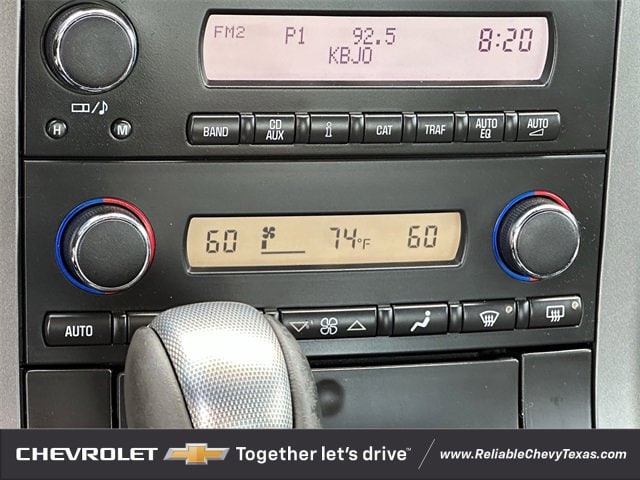 FM2 P1 92.5 8:20
KBJO
H M
BAND CD AUX i CAT TRAF AUTO EQ AUTO
60 74°F 60
AUTO
CHEVROLET Together let's drive™ www.ReliableChevyTexas.com